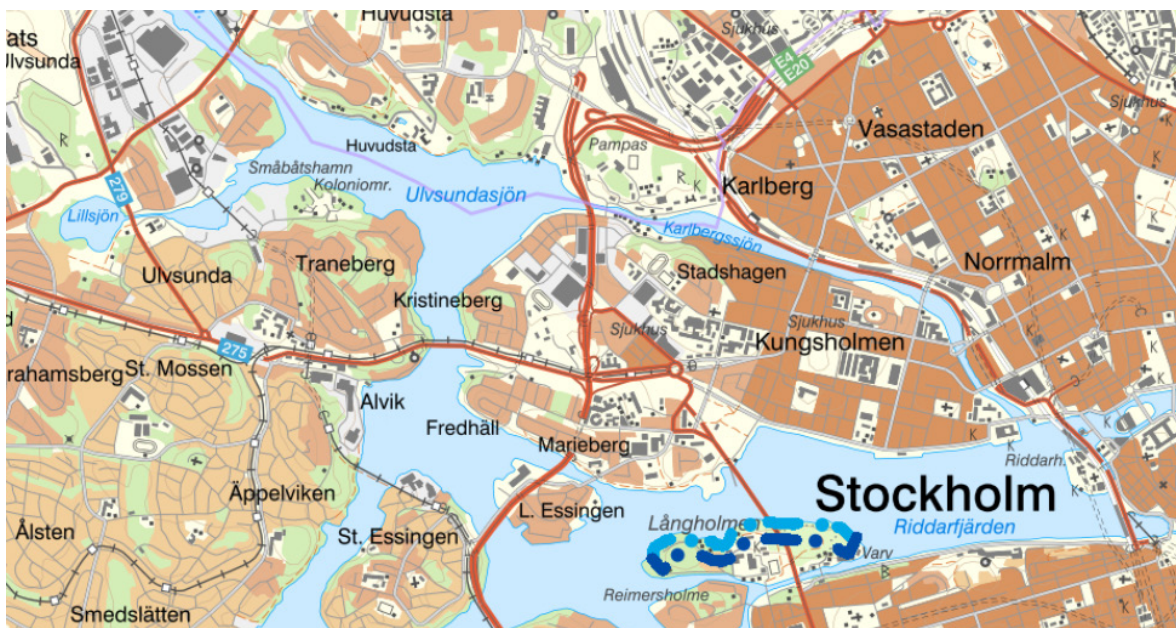 Huvudsta
Sjukhus
E4
E20
Ulvsunda
Sjukhus
Vasastaden
Huvudsta
Pampas
Småbåtshamn
Koloniomr.
Karlberg
279
Ulvsundasjön
Lillsjön
Karlbergssjön
Ulvsunda
Traneberg
Stadshagen
Norrmalm
Kristineberg
Sjukhus
Sjukhus
Kungsholmen
275
rahamsberg
St. Mossen
Alvik
Fredhäll
Marieberg
Riddarh.
Äppelviken
Stockholm
L. Essingen
Ålsten
St. Essingen
Långholmen
Riddarfjärden
Varv
Reimersholme
Smedslätten